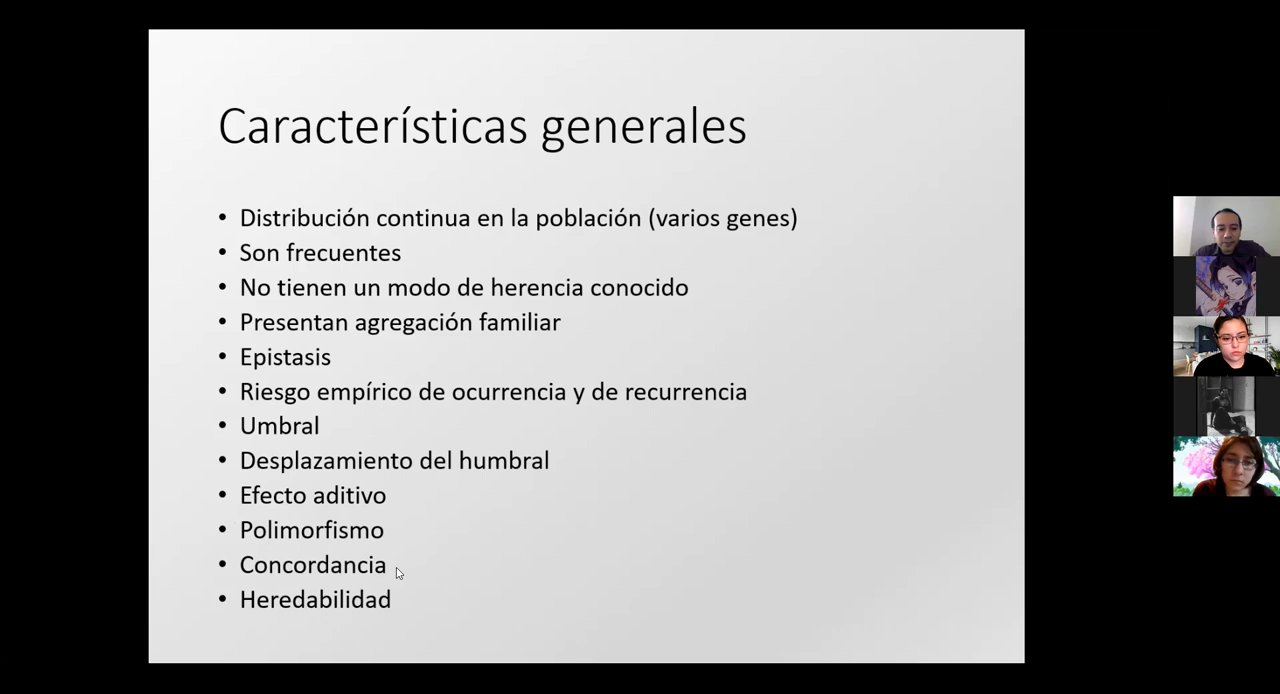 Características generales
• Distribución continua en la población (varios genes)
• Son frecuentes
• No tienen un modo de herencia conocido
• Presentan agregación familiar
• Epistasis
• Riesgo empírico de ocurrencia y de recurrencia
• Umbral
• Desplazamiento del humbral
• Efecto aditivo
• Polimorfismo
• Concordancia
• Heredabilidad